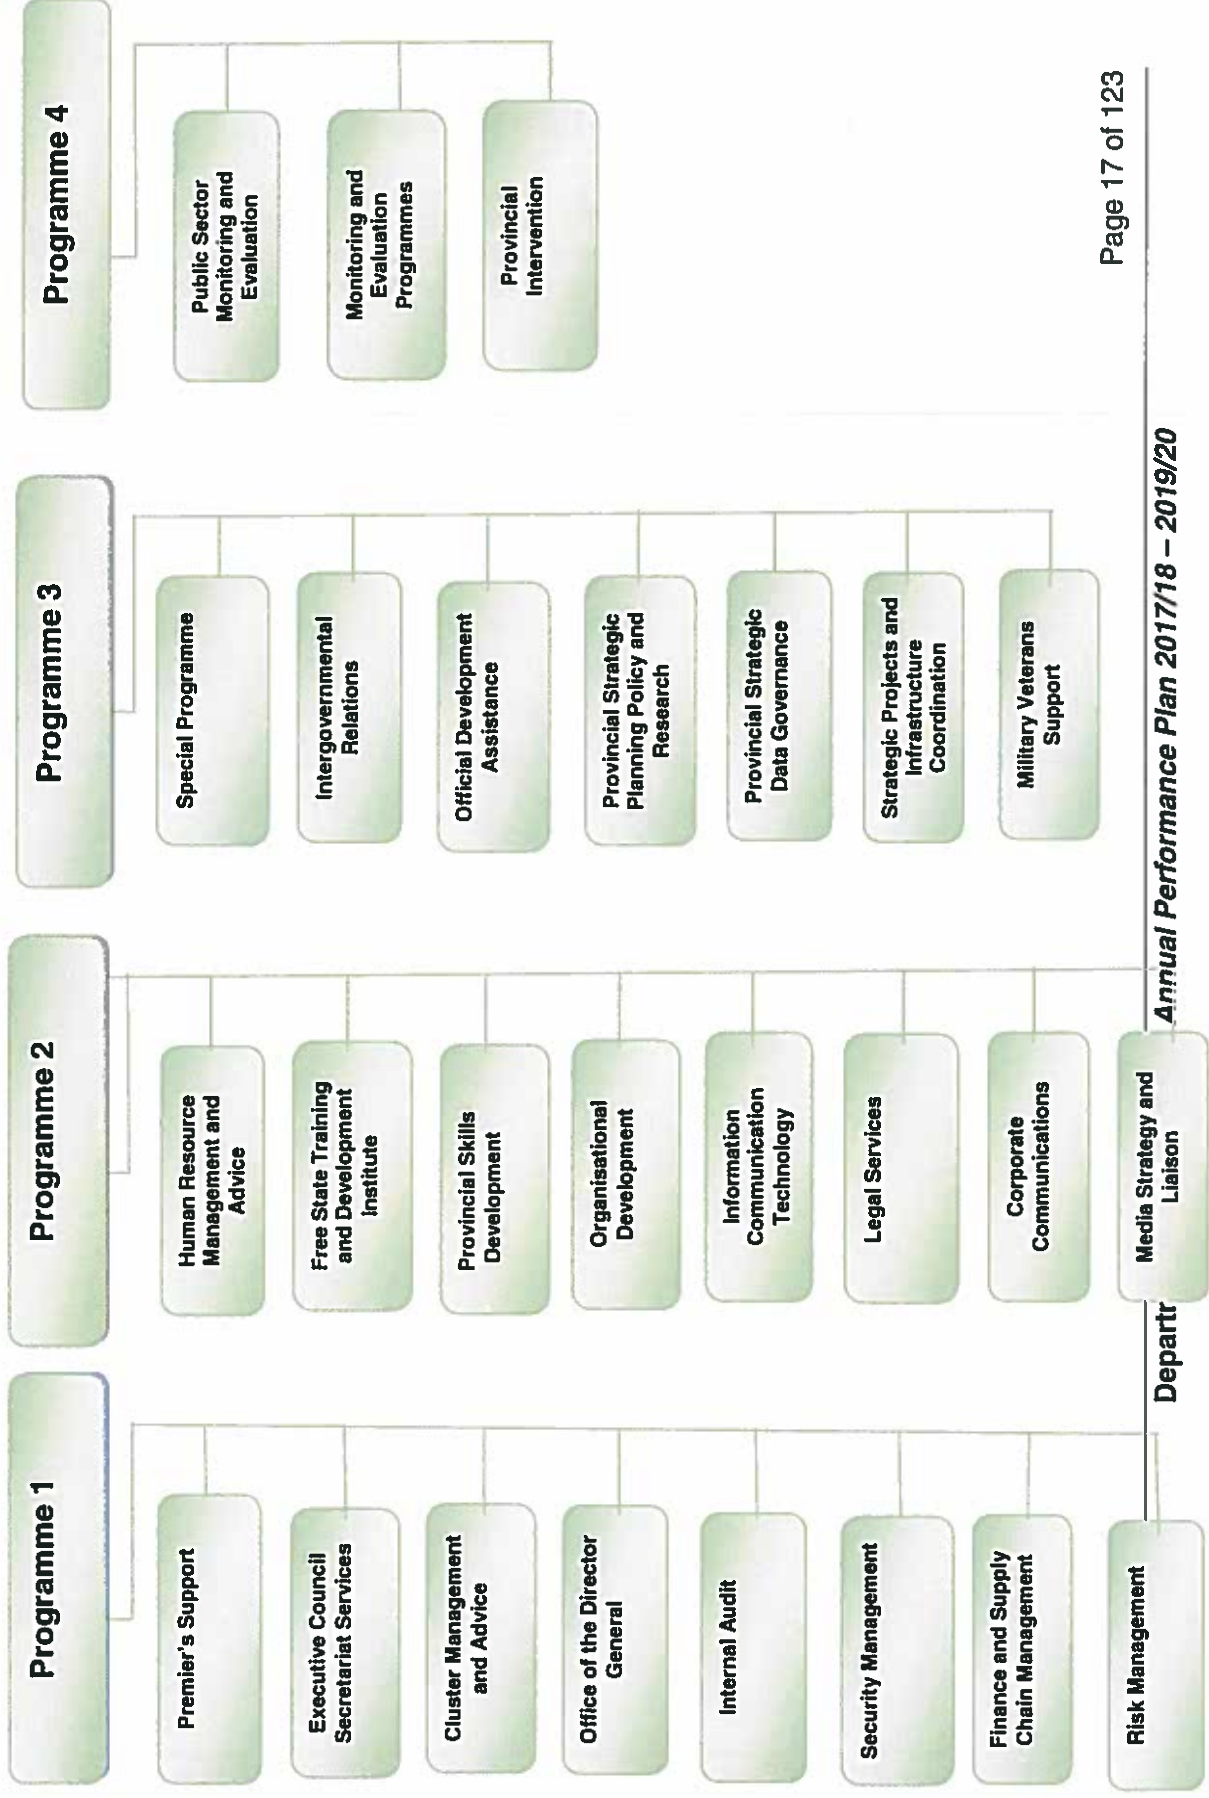 Programme 1
Premier's Support
Executive Council
Secretariat Services
Cluster Management
and Advice
Office of the Director
General
Internal Audit
Security Management
Finance and Supply
Chain Management
Risk Management
Programme 2
Human Resource
Management and
Advice
Free State Training
and Development
Institute
Provincial Skills
Development
Organisational
Development
Information
Communication
Technology
Legal Services
Corporate
Communications
Media Strategy and
Liaison
Programme 3
Special Programme
Intergovernmental
Relations
Official Development
Assistance
Provincial Strategic
Planning Policy and
Research
Provincial Strategic
Data Governance
Strategic Projects and
Infrastructure
Coordination
Military Veterans
Support
Programme 4
Public Sector
Monitoring and
Evaluation
Monitoring and
Evaluation
Programmes
Provincial
Intervention
Page 17 of 123
Departr Annual Performance Plan 2017/18 – 2019/20